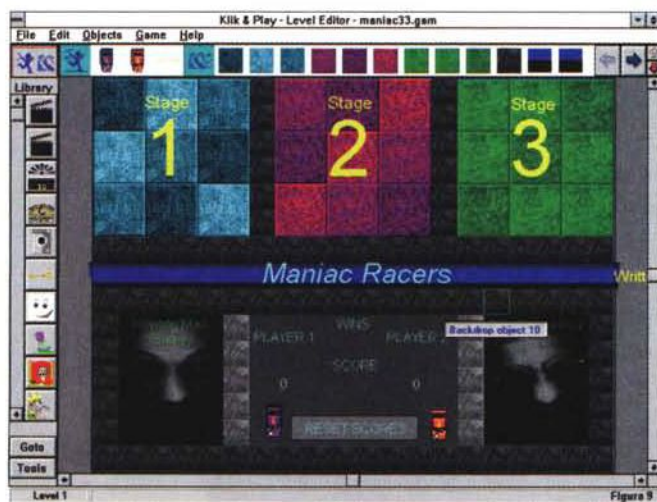 Klik & Play - Level Editor - maniac33.gam
File Edit Objects Game Help
Library
Stage Stage Stage
1 2 3
Maniac Racers
Writt
WINS
PLAYER 1 PLAYER
Backdrop object 10
SCORE
0 0
RESET SCORES
Goto
Tools
Level 1 Figura 9